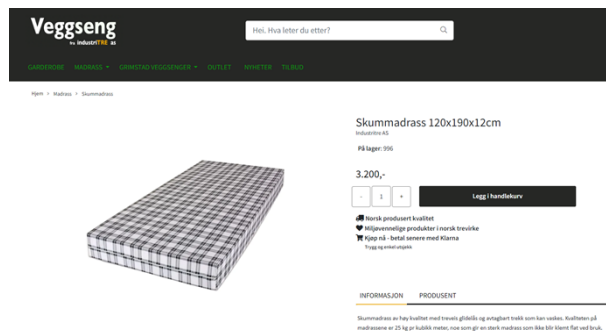 Veggseng
fra IndustriTRE as
Hei. Hva leter du etter?
GARDEROBE MADRASS GRIMSTAD VEGGSENGER OUTLET NYHETER TILBUD
Hjem > Madrass > Skummadrass
Skummadrass 120x190x12cm
Industritre AS
På lager: 996
3.200,-
- 1 +
Legg i handlekurv
Norsk produsert kvalitet
Miljøvennelige produkter i norsk trevirke
Kjøp nå - betal senere med Klarna
Trygg og enkel utsjekk
INFORMASJON PRODUSENT
Skummadrass av høy kvalitet med treveis glidelås og avtagbart trekk som kan vaskes. Kvaliteten på
madrassene er 25 kg pr kubikk meter, noe som gir en sterk madrass som ikke blir klemt flat ved bruk.